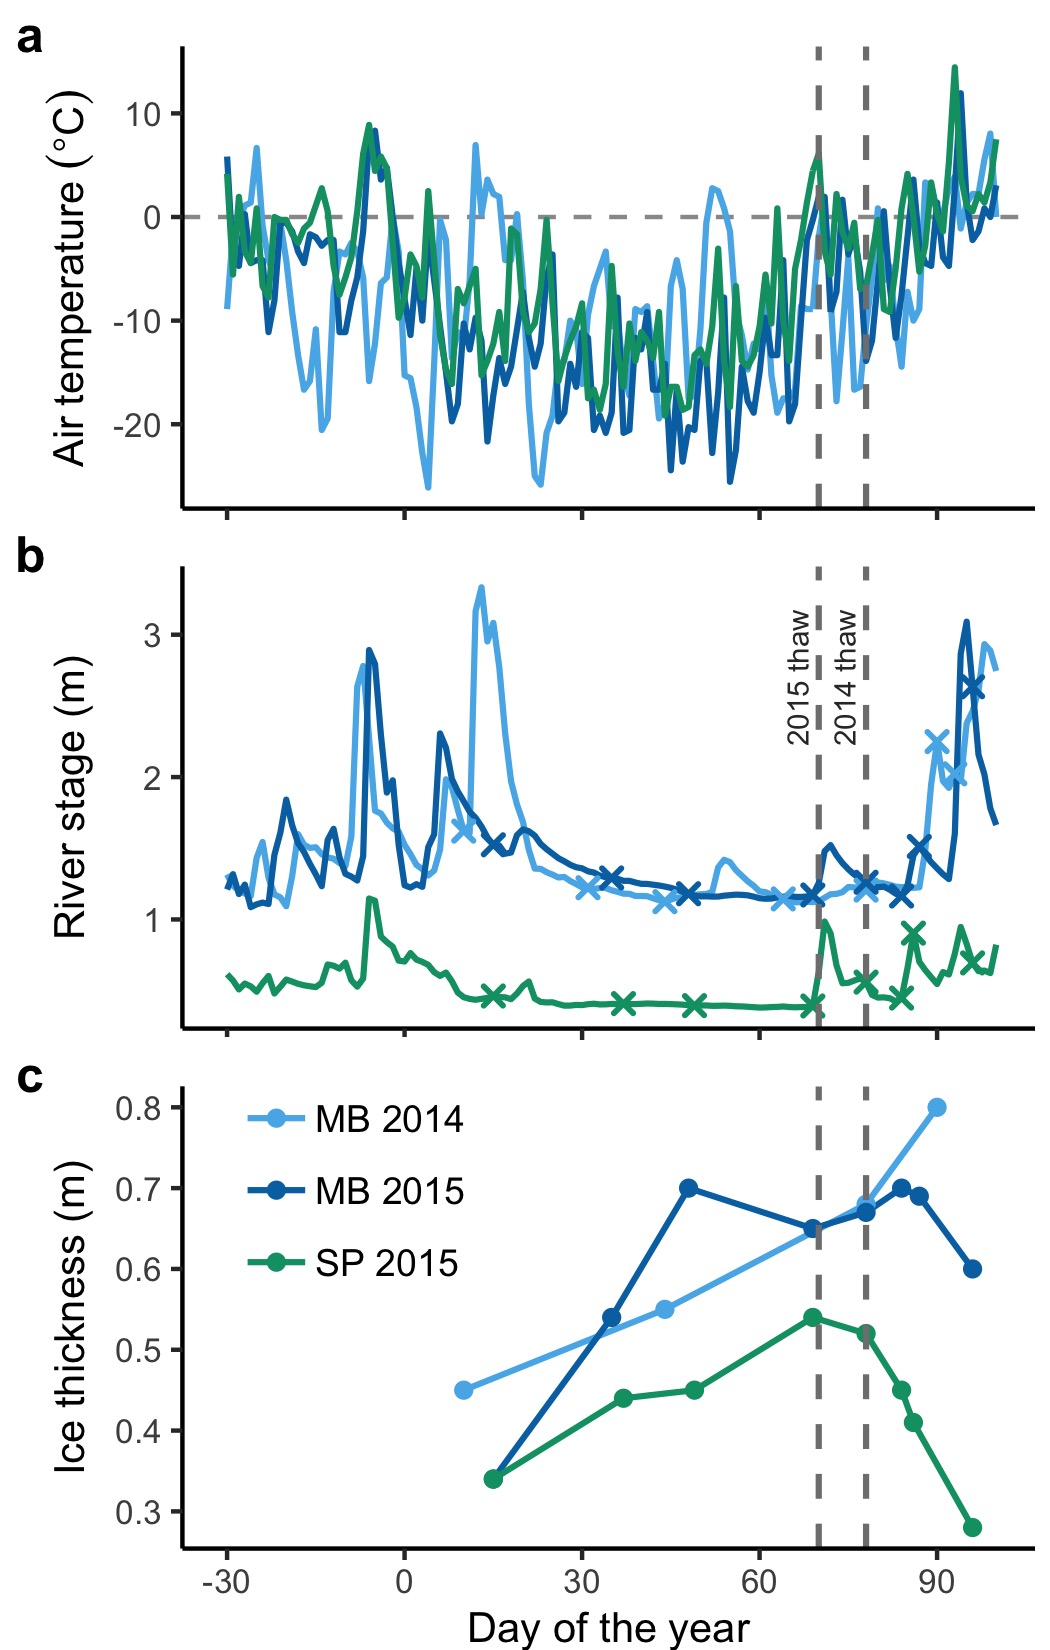 a
Air temperature (°C)
10
0
-10
-20
b
River stage (m)
3
2
1
2015 thaw
2014 thaw
c
Ice thickness (m)
0.8
0.7
0.6
0.5
0.4
0.3
MB 2014
MB 2015
SP 2015
-30 0 30 60 90
Day of the year